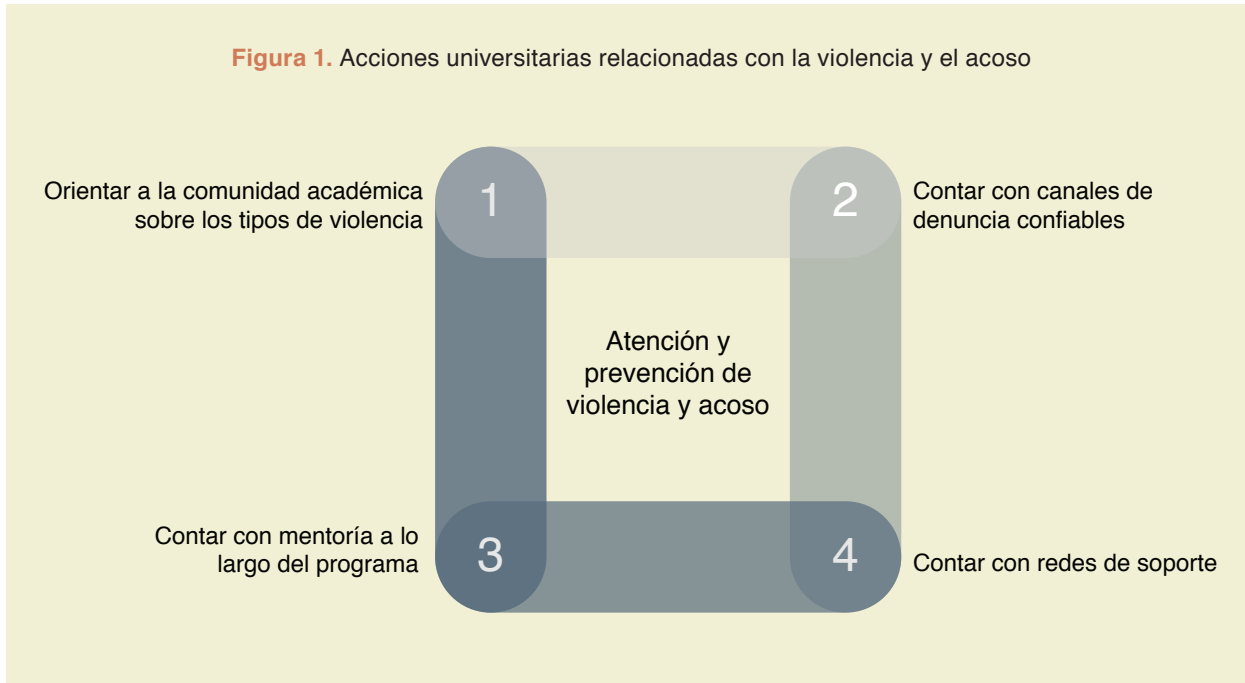 Figura 1. Acciones universitarias relacionadas con la violencia y el acoso
1
Orientar a la comunidad académica
sobre los tipos de violencia
2
Contar con canales de
denuncia confiables
Atención y
prevención de
violencia y acoso
3
Contar con mentoría a lo
largo del programa
4
Contar con redes de soporte